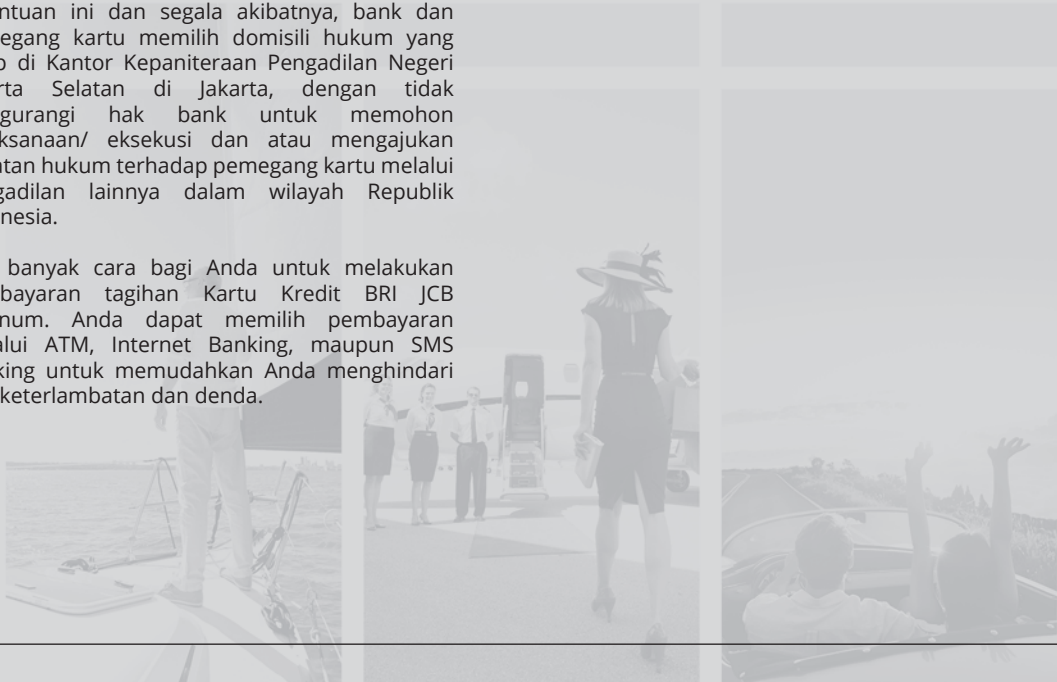 ntuan ini dan segala akibatnya, bank dan
egang kartu memilih domisili hukum yang
di Kantor Kepaniteraan Pengadilan Negeri
rta Selatan di Jakarta, dengan tidak
gurangi hak bank untuk memohon
ksanaan/ eksekusi dan atau mengajukan
atan hukum terhadap pemegang kartu melalui
gadilan lainnya dalam wilayah Republik
nesia.
banyak cara bagi Anda untuk melakukan
bayaran tagihan Kartu Kredit BRI JCB
num. Anda dapat memilih pembayaran
alui ATM, Internet Banking, maupun SMS
king untuk memudahkan Anda menghindari
keterlambatan dan denda.